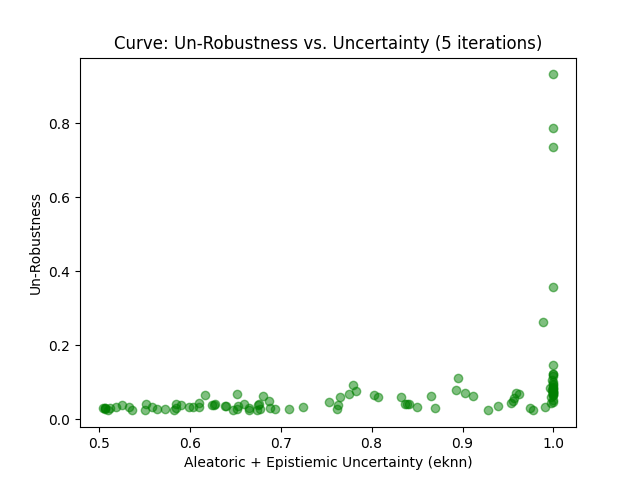 Curve: Un-Robustness vs. Uncertainty (5 iterations)
0.8
0.6
0.4
0.2
0.0
Un-Robustness
0.5 0.6 0.7 0.8 0.9 1.0
Aleatoric + Epistiemic Uncertainty (eknn)